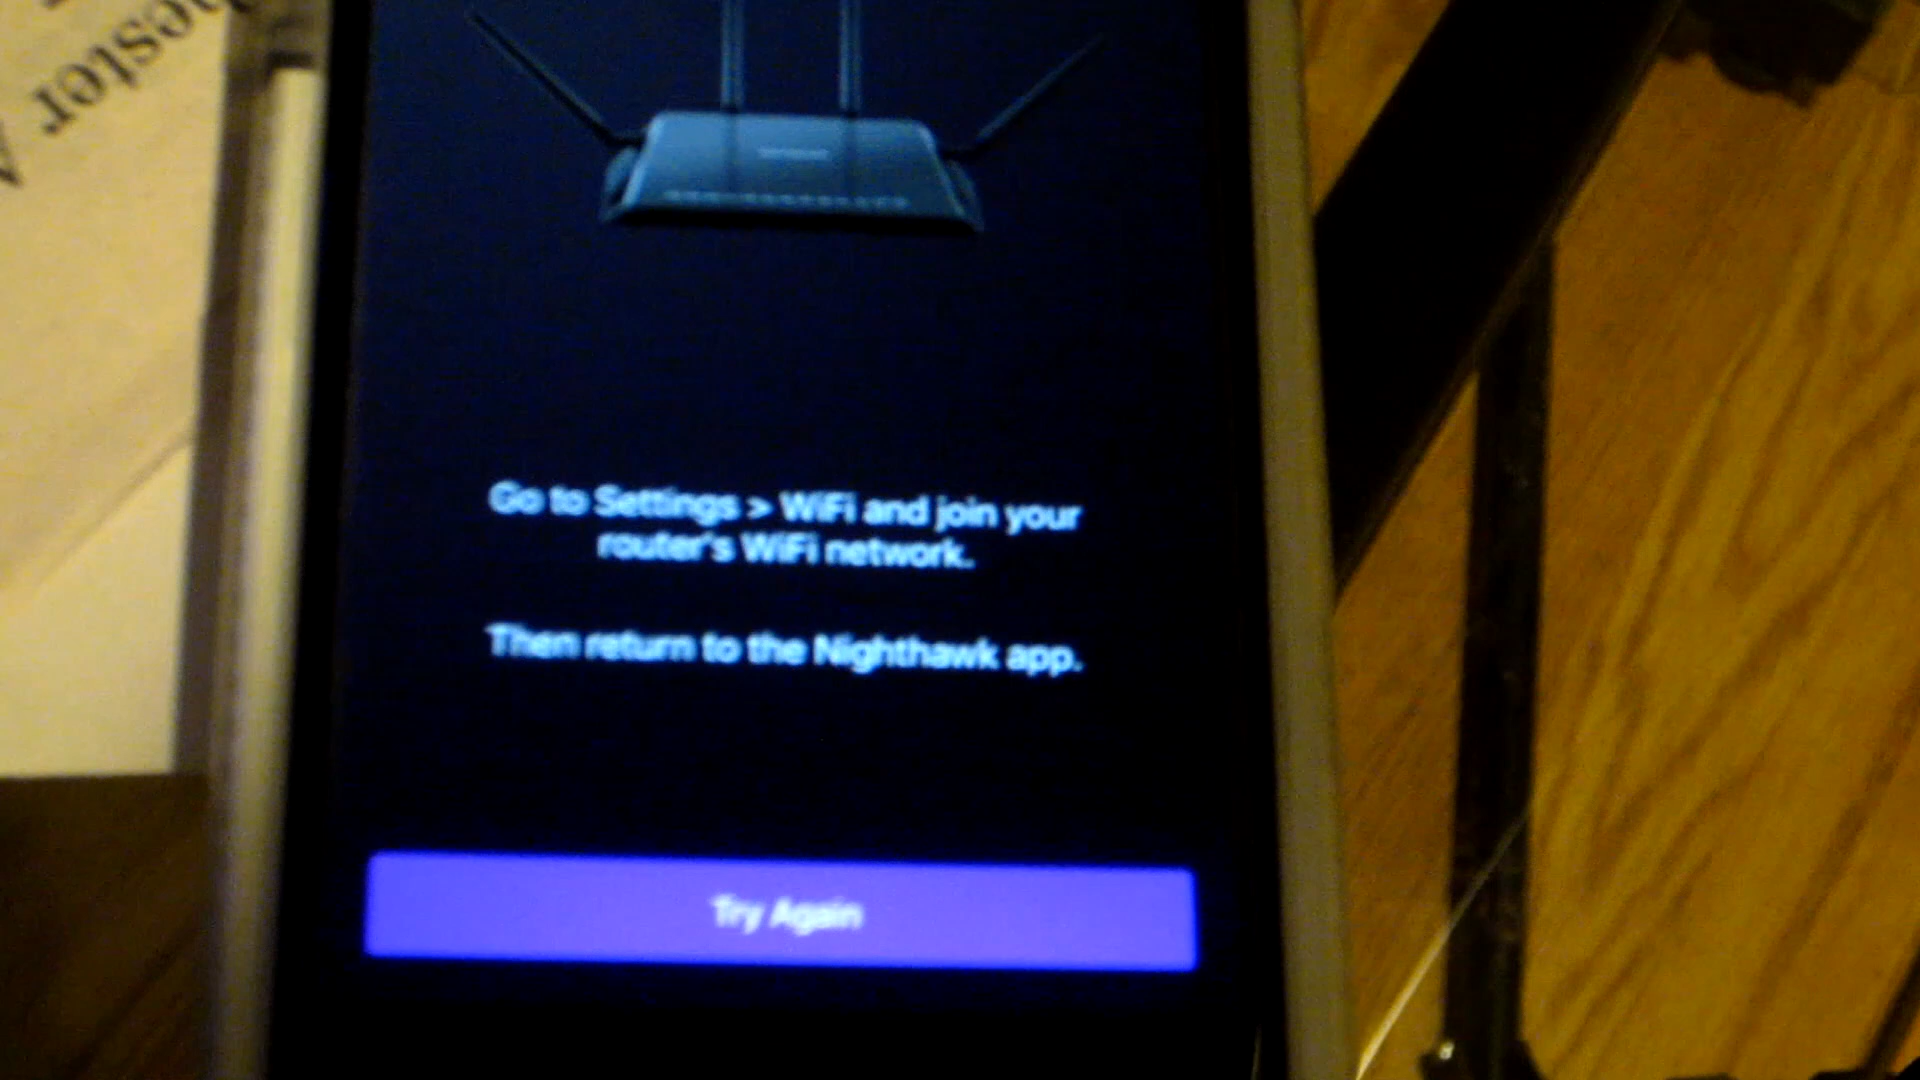 Go to Settings > WiFi and join your
router's WiFi network.
Then return to the Nighthawk app.
Try Again